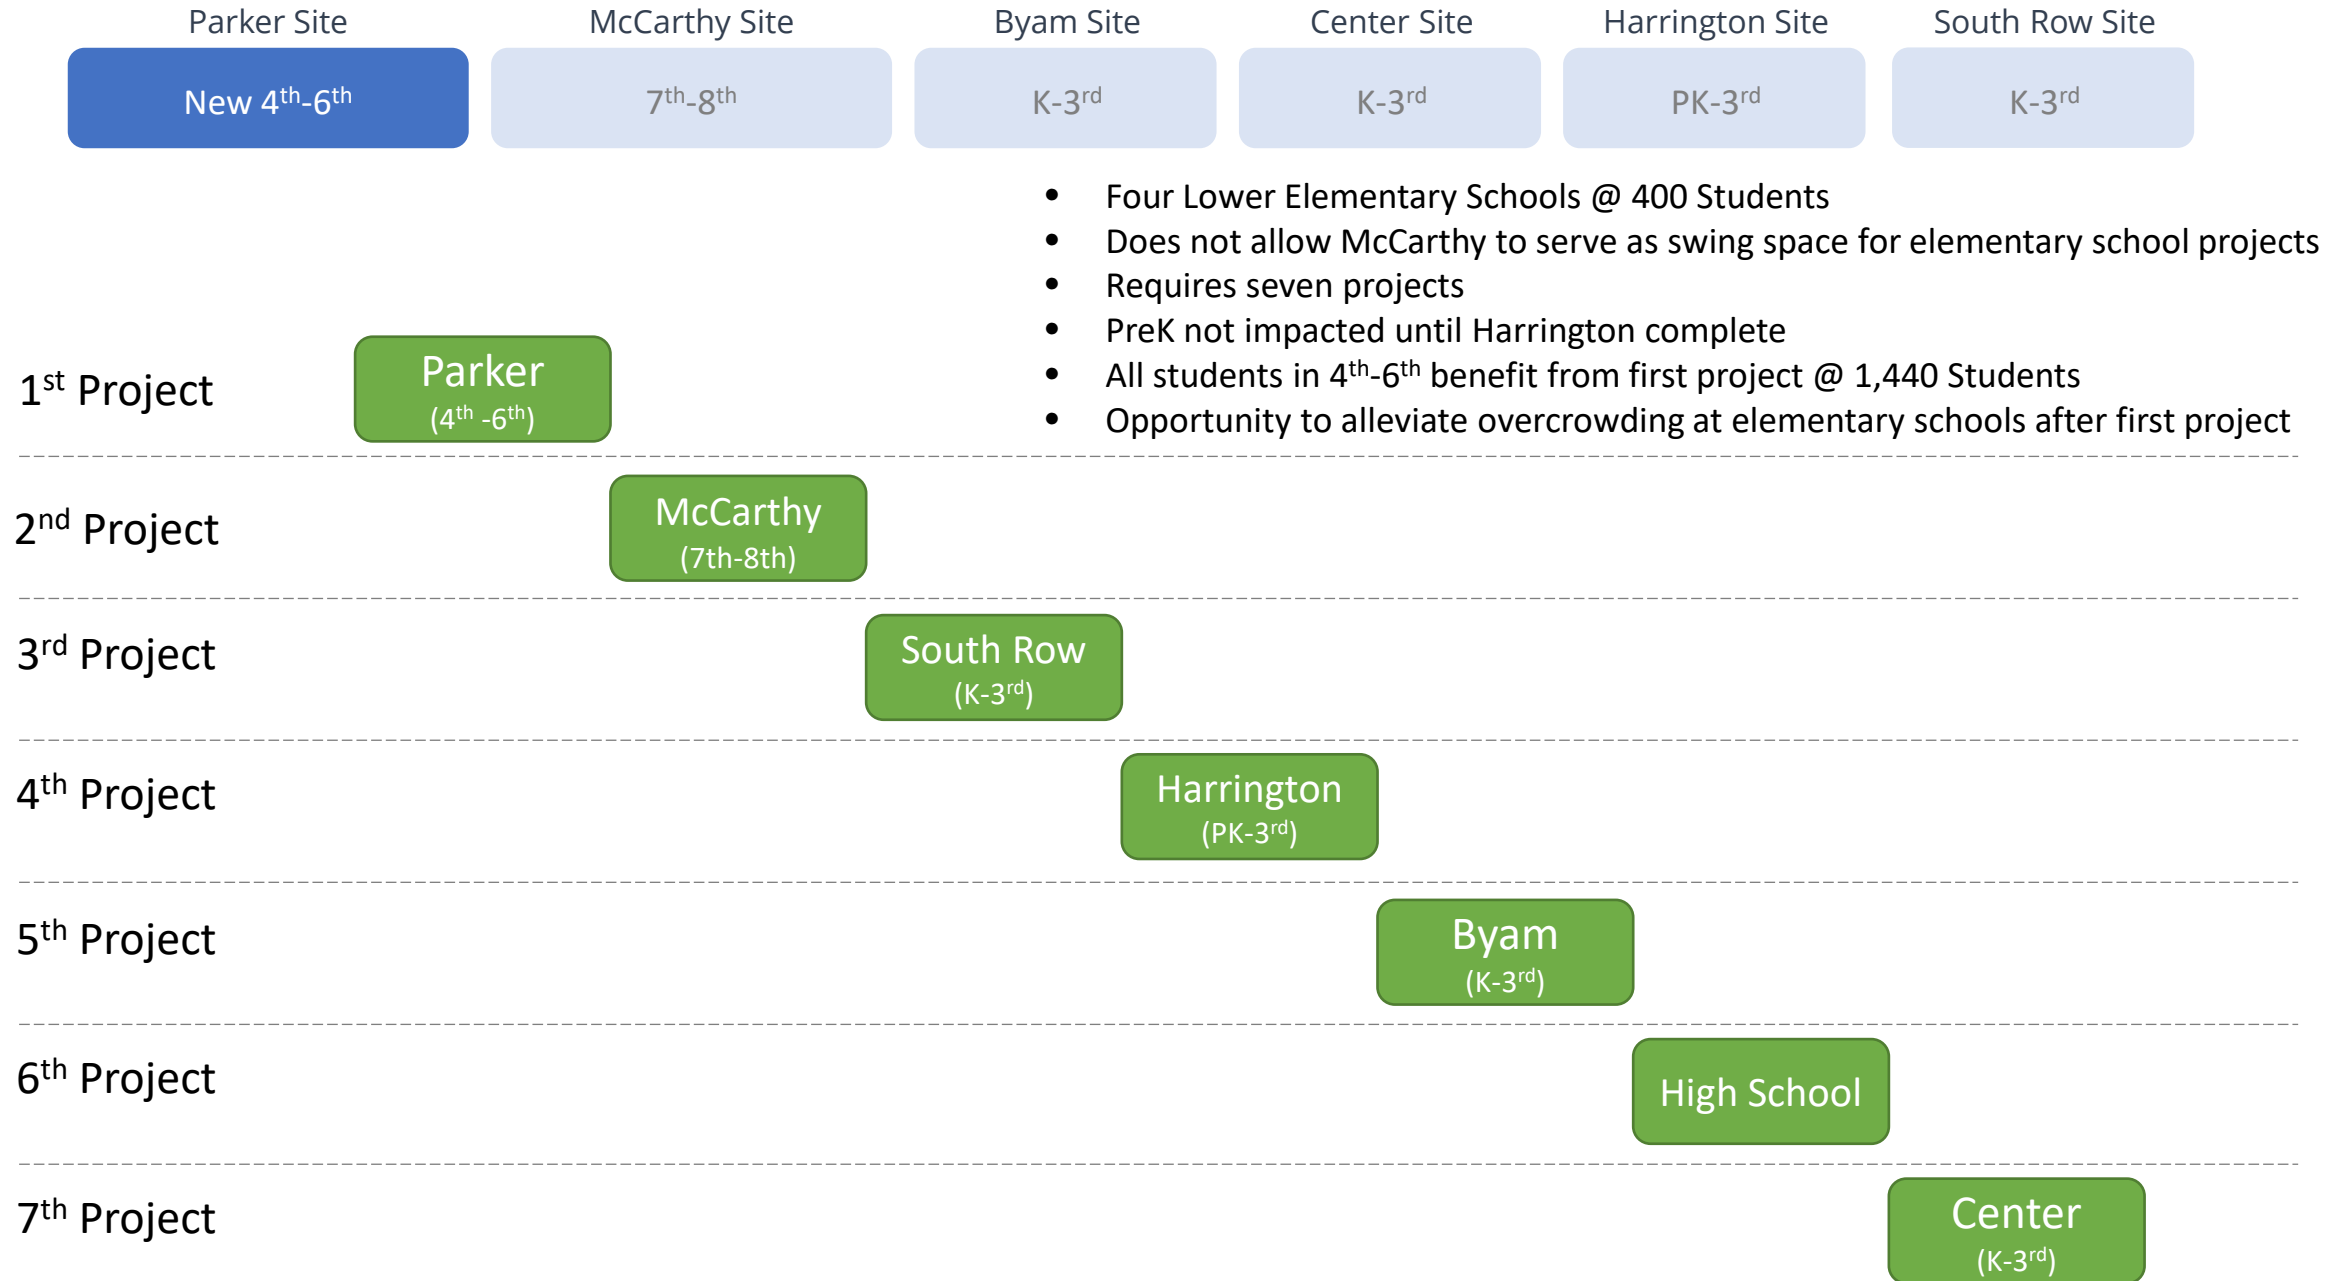 Parker Site McCarthy Site Byam Site Center Site Harrington Site South Row Site
New 4th-6th 7th-8th K-3rd K-3rd PK-3rd K-3rd
• Four Lower Elementary Schools @ 400 Students
• Does not allow McCarthy to serve as swing space for elementary school projects
• Requires seven projects
• PreK not impacted until Harrington complete
• All students in 4th-6th benefit from first project @ 1,440 Students
• Opportunity to alleviate overcrowding at elementary schools after first project
1st Project
Parker
(4th -6th)
2nd Project
McCarthy
(7th-8th)
3rd Project
South Row
(K-3rd)
4th Project
Harrington
(PK-3rd)
5th Project
Byam
(K-3rd)
6th Project
High School
7th Project
Center
(K-3rd)